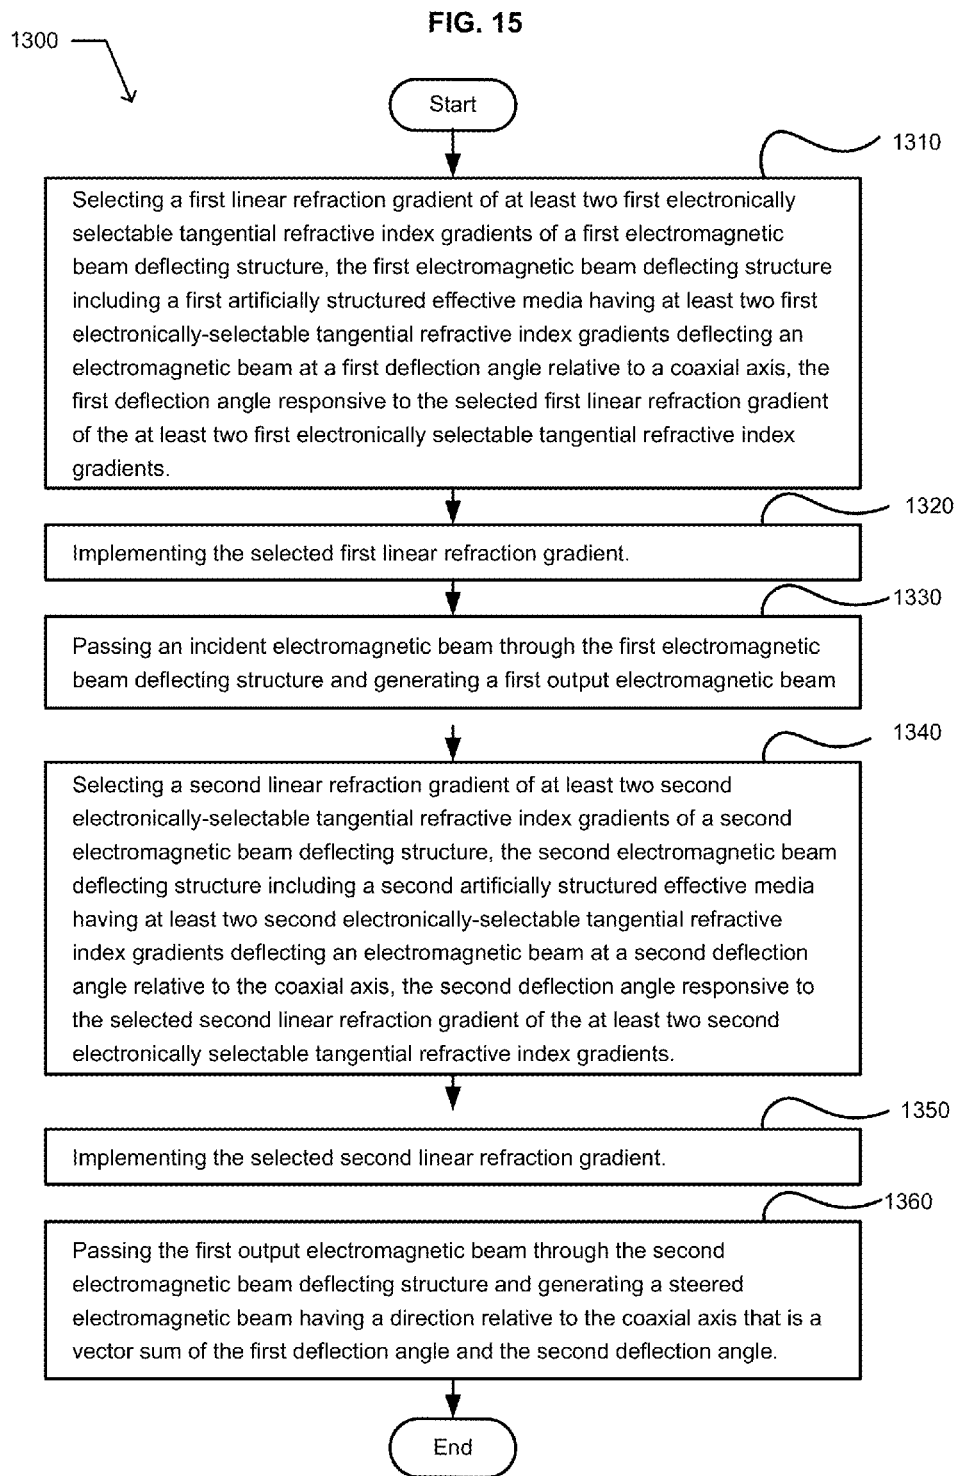 FIG. 15
1300
Start
1310
Selecting a first linear refraction gradient of at least two first electronically
selectable tangential refractive index gradients of a first electromagnetic
beam deflecting structure, the first electromagnetic beam deflecting structure
including a first artificially structured effective media having at least two first
electronically-selectable tangential refractive index gradients deflecting an
electromagnetic beam at a first deflection angle relative to a coaxial axis, the
first deflection angle responsive to the selected first linear refraction gradient
of the at least two first electronically selectable tangential refractive index
gradients.
1320
Implementing the selected first linear refraction gradient.
1330
Passing an incident electromagnetic beam through the first electromagnetic
beam deflecting structure and generating a first output electromagnetic beam
1340
Selecting a second linear refraction gradient of at least two second
electronically-selectable tangential refractive index gradients of a second
electromagnetic beam deflecting structure, the second electromagnetic beam
deflecting structure including a second artificially structured effective media
having at least two second electronically-selectable tangential refractive
index gradients deflecting an electromagnetic beam at a second deflection
angle relative to the coaxial axis, the second deflection angle responsive to
the selected second linear refraction gradient of the at least two second
electronically selectable tangential refractive index gradients.
1350
Implementing the selected second linear refraction gradient.
1360
Passing the first output electromagnetic beam through the second
electromagnetic beam deflecting structure and generating a steered
electromagnetic beam having a direction relative to the coaxial axis that is a
vector sum of the first deflection angle and the second deflection angle.
End